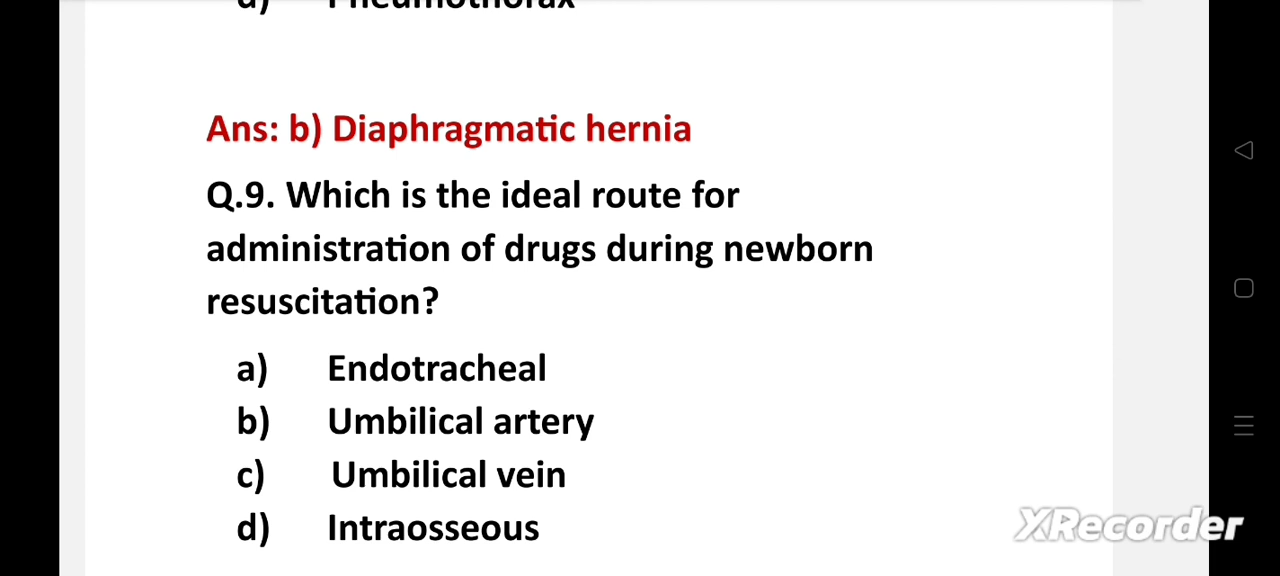 d) Pneumothorax
Ans: b) Diaphragmatic hernia
Q.9. Which is the ideal route for
administration of drugs during newborn
resuscitation?
a) Endotracheal
b) Umbilical artery
c) Umbilical vein
d) Intraosseous
XRecorder